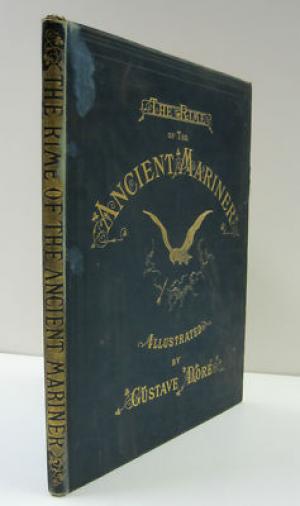 THE RIME OF THE ANCIENT MARINER
THE RIME
OF THE
ANCIENT MARINER
ILLUSTRATED
BY
GUSTAVE DORÉ